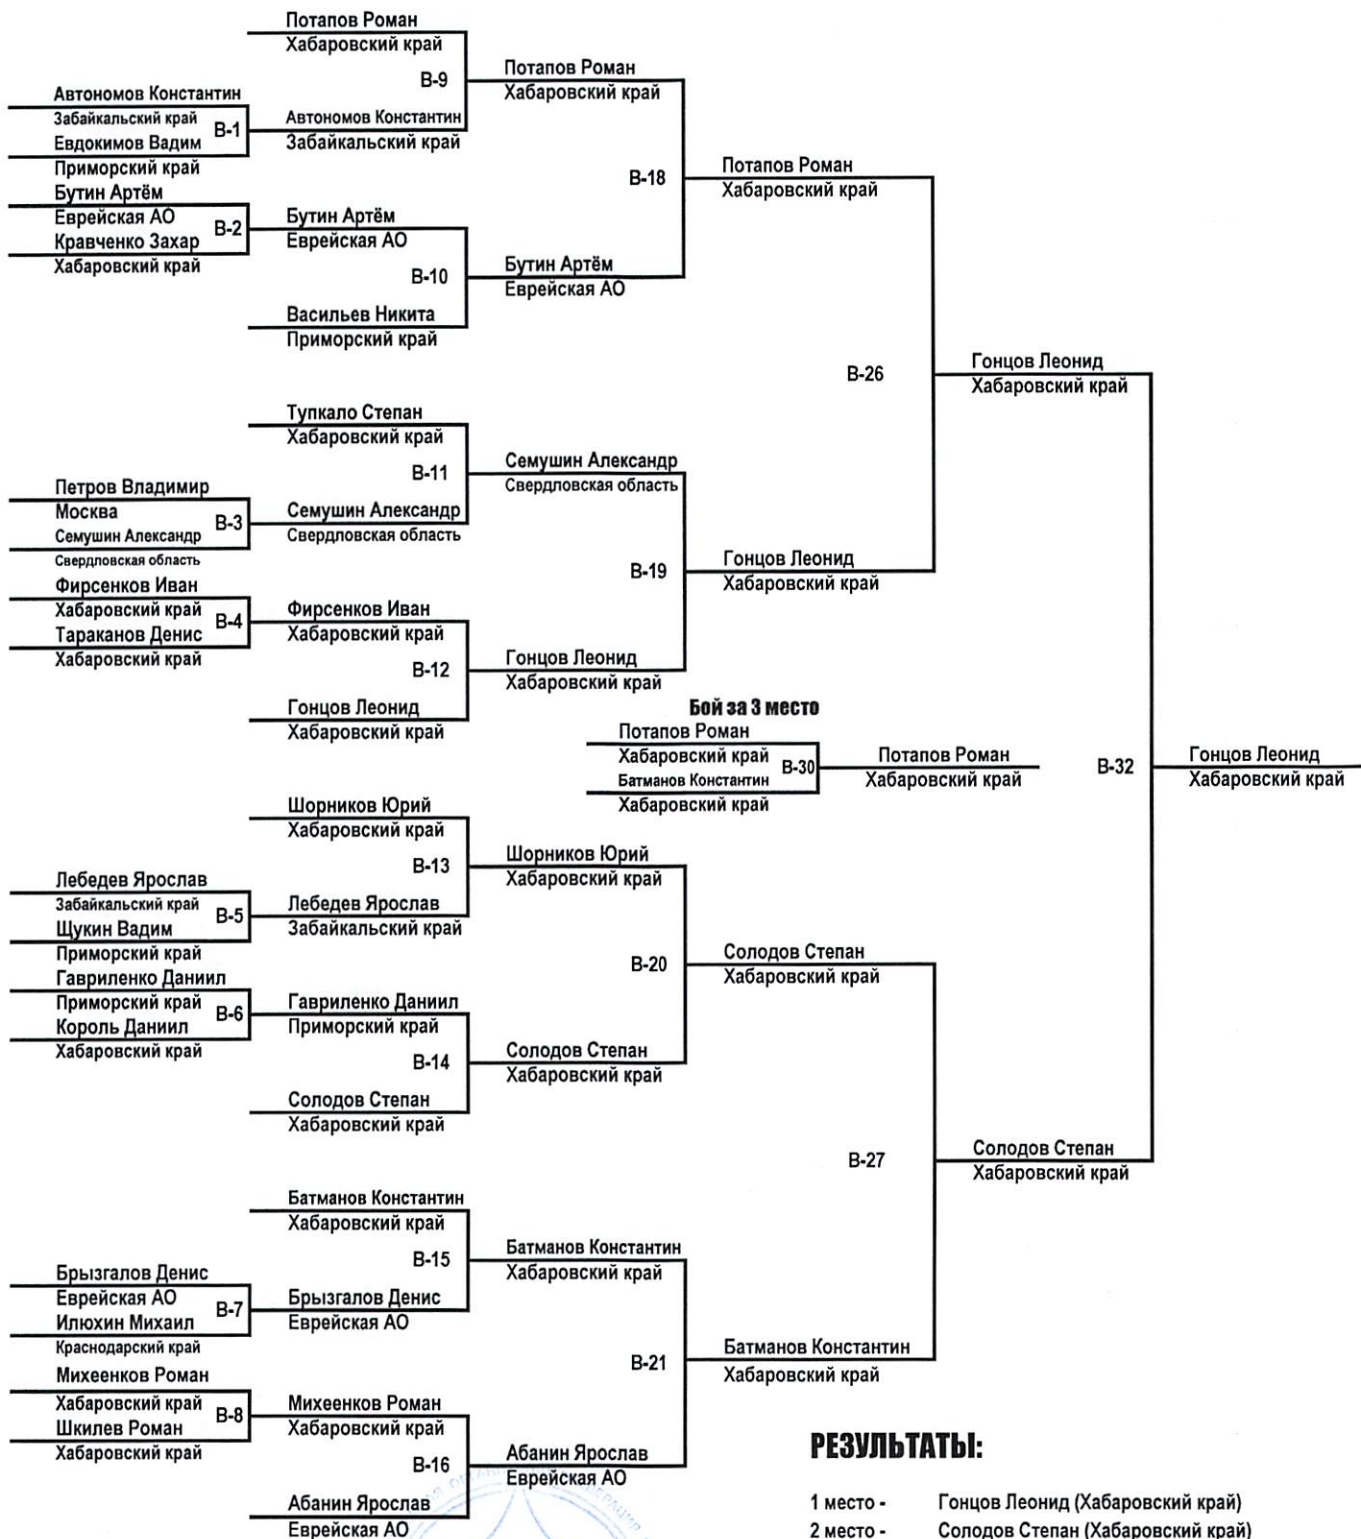 Потапов Роман
Хабаровский край
В-9
Потапов Роман
Хабаровский край
Автономов Константин
Забайкальский край
В-1
Евдокимов Вадим
Приморский край
Автономов Константин
Забайкальский край
В-18
Потапов Роман
Хабаровский край
Бутин Артём
Еврейская АО
В-2
Кравченко Захар
Хабаровский край
Бутин Артём
Еврейская АО
В-10
Бутин Артём
Еврейская АО
Васильев Никита
Приморский край
В-26
Гонцов Леонид
Хабаровский край
Тупкало Степан
Хабаровский край
В-11
Семушин Александр
Свердловская область
Петров Владимир
Москва
В-3
Семушин Александр
Свердловская область
Семушин Александр
Свердловская область
В-19
Гонцов Леонид
Хабаровский край
Фирсенков Иван
Хабаровский край
В-4
Тараканов Денис
Хабаровский край
Фирсенков Иван
Хабаровский край
В-12
Гонцов Леонид
Хабаровский край
Гонцов Леонид
Хабаровский край
Бой за 3 место
Потапов Роман
Хабаровский край
В-30
Батманов Константин
Хабаровский край
Потапов Роман
Хабаровский край
В-32
Гонцов Леонид
Хабаровский край
Шорников Юрий
Хабаровский край
В-13
Шорников Юрий
Хабаровский край
Лебедев Ярослав
Забайкальский край
В-5
Щукин Вадим
Приморский край
Лебедев Ярослав
Забайкальский край
В-20
Солодов Степан
Хабаровский край
Гавриленко Даниил
Приморский край
В-6
Король Даниил
Хабаровский край
Гавриленко Даниил
Приморский край
В-14
Солодов Степан
Хабаровский край
Солодов Степан
Хабаровский край
В-27
Солодов Степан
Хабаровский край
Батманов Константин
Хабаровский край
В-15
Батманов Константин
Хабаровский край
Брызгалов Денис
Еврейская АО
В-7
Илюхин Михаил
Краснодарский край
Брызгалов Денис
Еврейская АО
В-21
Батманов Константин
Хабаровский край
Михеенков Роман
Хабаровский край
В-8
Шкилев Роман
Хабаровский край
Михеенков Роман
Хабаровский край
В-16
Абанин Ярослав
Еврейская АО
Абанин Ярослав
Еврейская АО
РЕЗУЛЬТАТЫ:
1 место - Гонцов Леонид (Хабаровский край)
2 место - Солодов Степан (Хабаровский край)